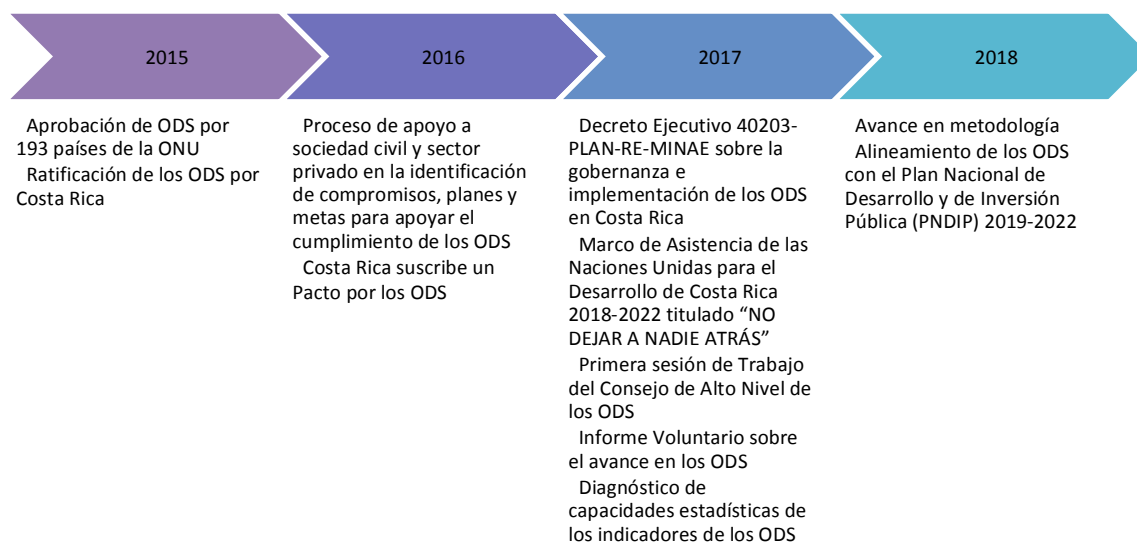 2015
Aprobación de ODS por
193 países de la ONU
Ratificación de los ODS por
Costa Rica
2016
Proceso de apoyo a
sociedad civil y sector
privado en la identificación
de compromisos, planes y
metas para apoyar el
cumplimiento de los ODS
Costa Rica suscribe un
Pacto por los ODS
2017
Decreto Ejecutivo 40203-
PLAN-RE-MINAE sobre la
gobernanza e
implementación de los ODS
en Costa Rica
Marco de Asistencia de las
Naciones Unidas para el
Desarrollo de Costa Rica
2018-2022 titulado “NO
DEJAR A NADIE ATRÁS”
Primera sesión de Trabajo
del Consejo de Alto Nivel de
los ODS
Informe Voluntario sobre
el avance en los ODS
Diagnóstico de
capacidades estadísticas de
los indicadores de los ODS
2018
Avance en metodología
Alineamiento de los ODS
con el Plan Nacional de
Desarrollo y de Inversión
Pública (PNDIP) 2019-2022